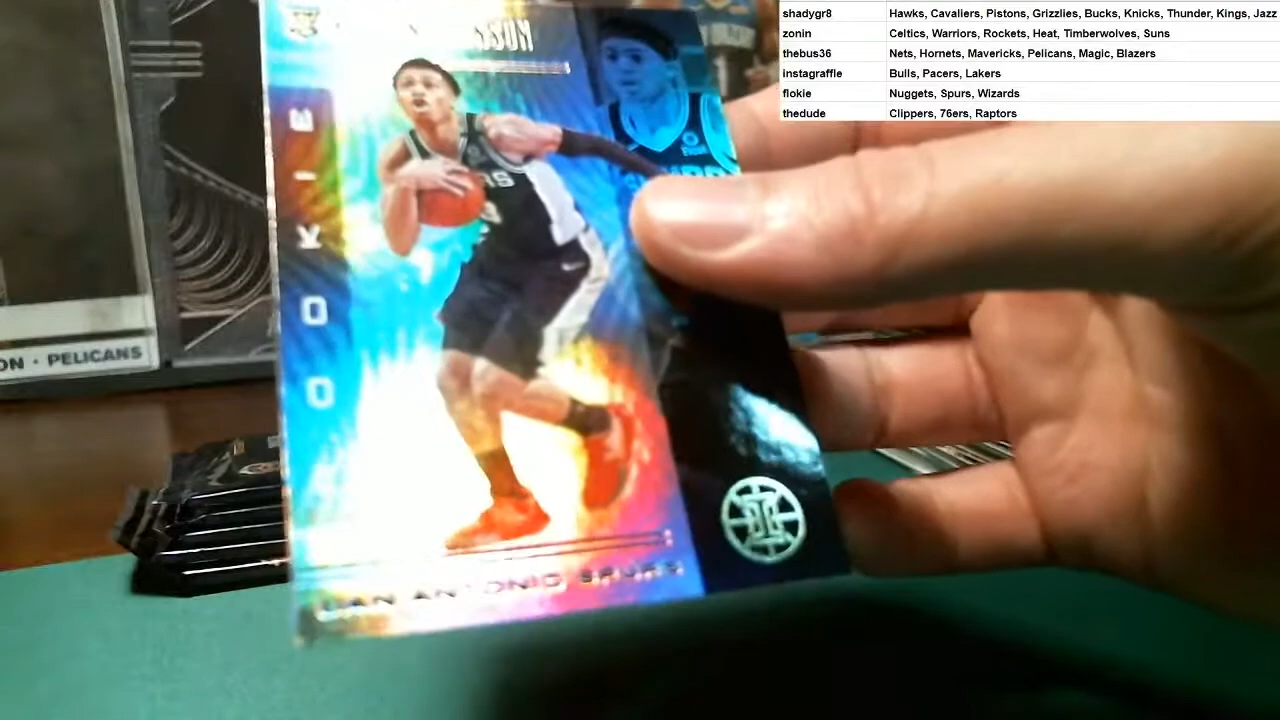 shadygr8 Hawks, Cavaliers, Pistons, Grizzlies, Bucks, Knicks, Thunder, Kings, Jazz
zonin Celtics, Warriors, Rockets, Heat, Timberwolves, Suns
thebus36 Nets, Hornets, Mavericks, Pelicans, Magic, Blazers
instagraffle Bulls, Pacers, Lakers
flokie Nuggets, Spurs, Wizards
thedude Clippers, 76ers, Raptors
ROOKIE
SAN ANTONIO SPURS
ON · PELICANS